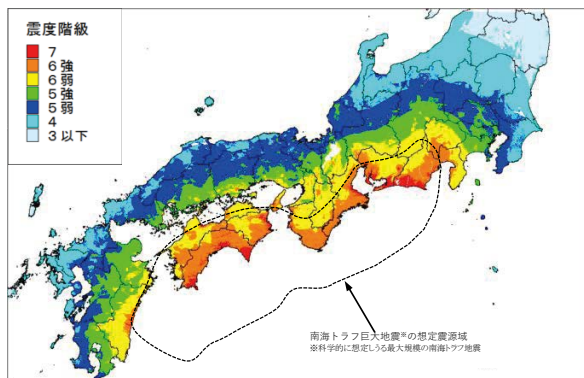 震度階級
7
6強
6弱
5強
5弱
4
3以下
南海トラフ巨大地震※の想定震源域
※科学的に想定しうる最大規模の南海トラフ地震